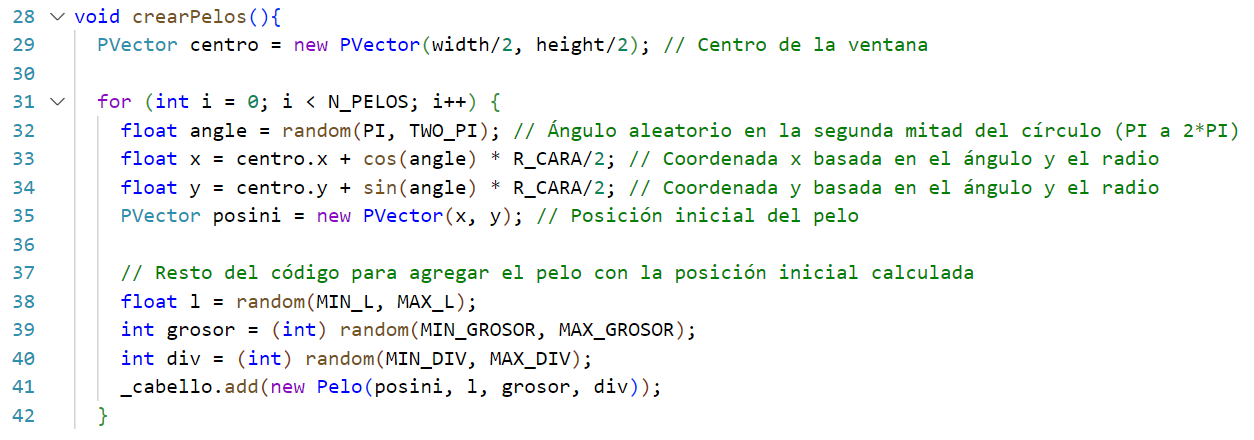 28 void crearPelos(){
29 PVector centro = new PVector(width/2, height/2); // Centro de la ventana
30
31 for (int i = 0; i < N_PELOS; i++) {
32 float angle = random(PI, TWO_PI); // Ángulo aleatorio en la segunda mitad del círculo (PI a 2*PI)
33 float x = centro.x + cos(angle) * R_CARA/2; // Coordenada x basada en el ángulo y el radio
34 float y = centro.y + sin(angle) * R_CARA/2; // Coordenada y basada en el ángulo y el radio
35 PVector posini = new PVector(x, y); // Posición inicial del pelo
36
37 // Resto del código para agregar el pelo con la posición inicial calculada
38 float l = random(MIN_L, MAX_L);
39 int grosor = (int) random(MIN_GROSOR, MAX_GROSOR);
40 int div = (int) random(MIN_DIV, MAX_DIV);
41 _cabello.add(new Pelo(posini, l, grosor, div));
42 }